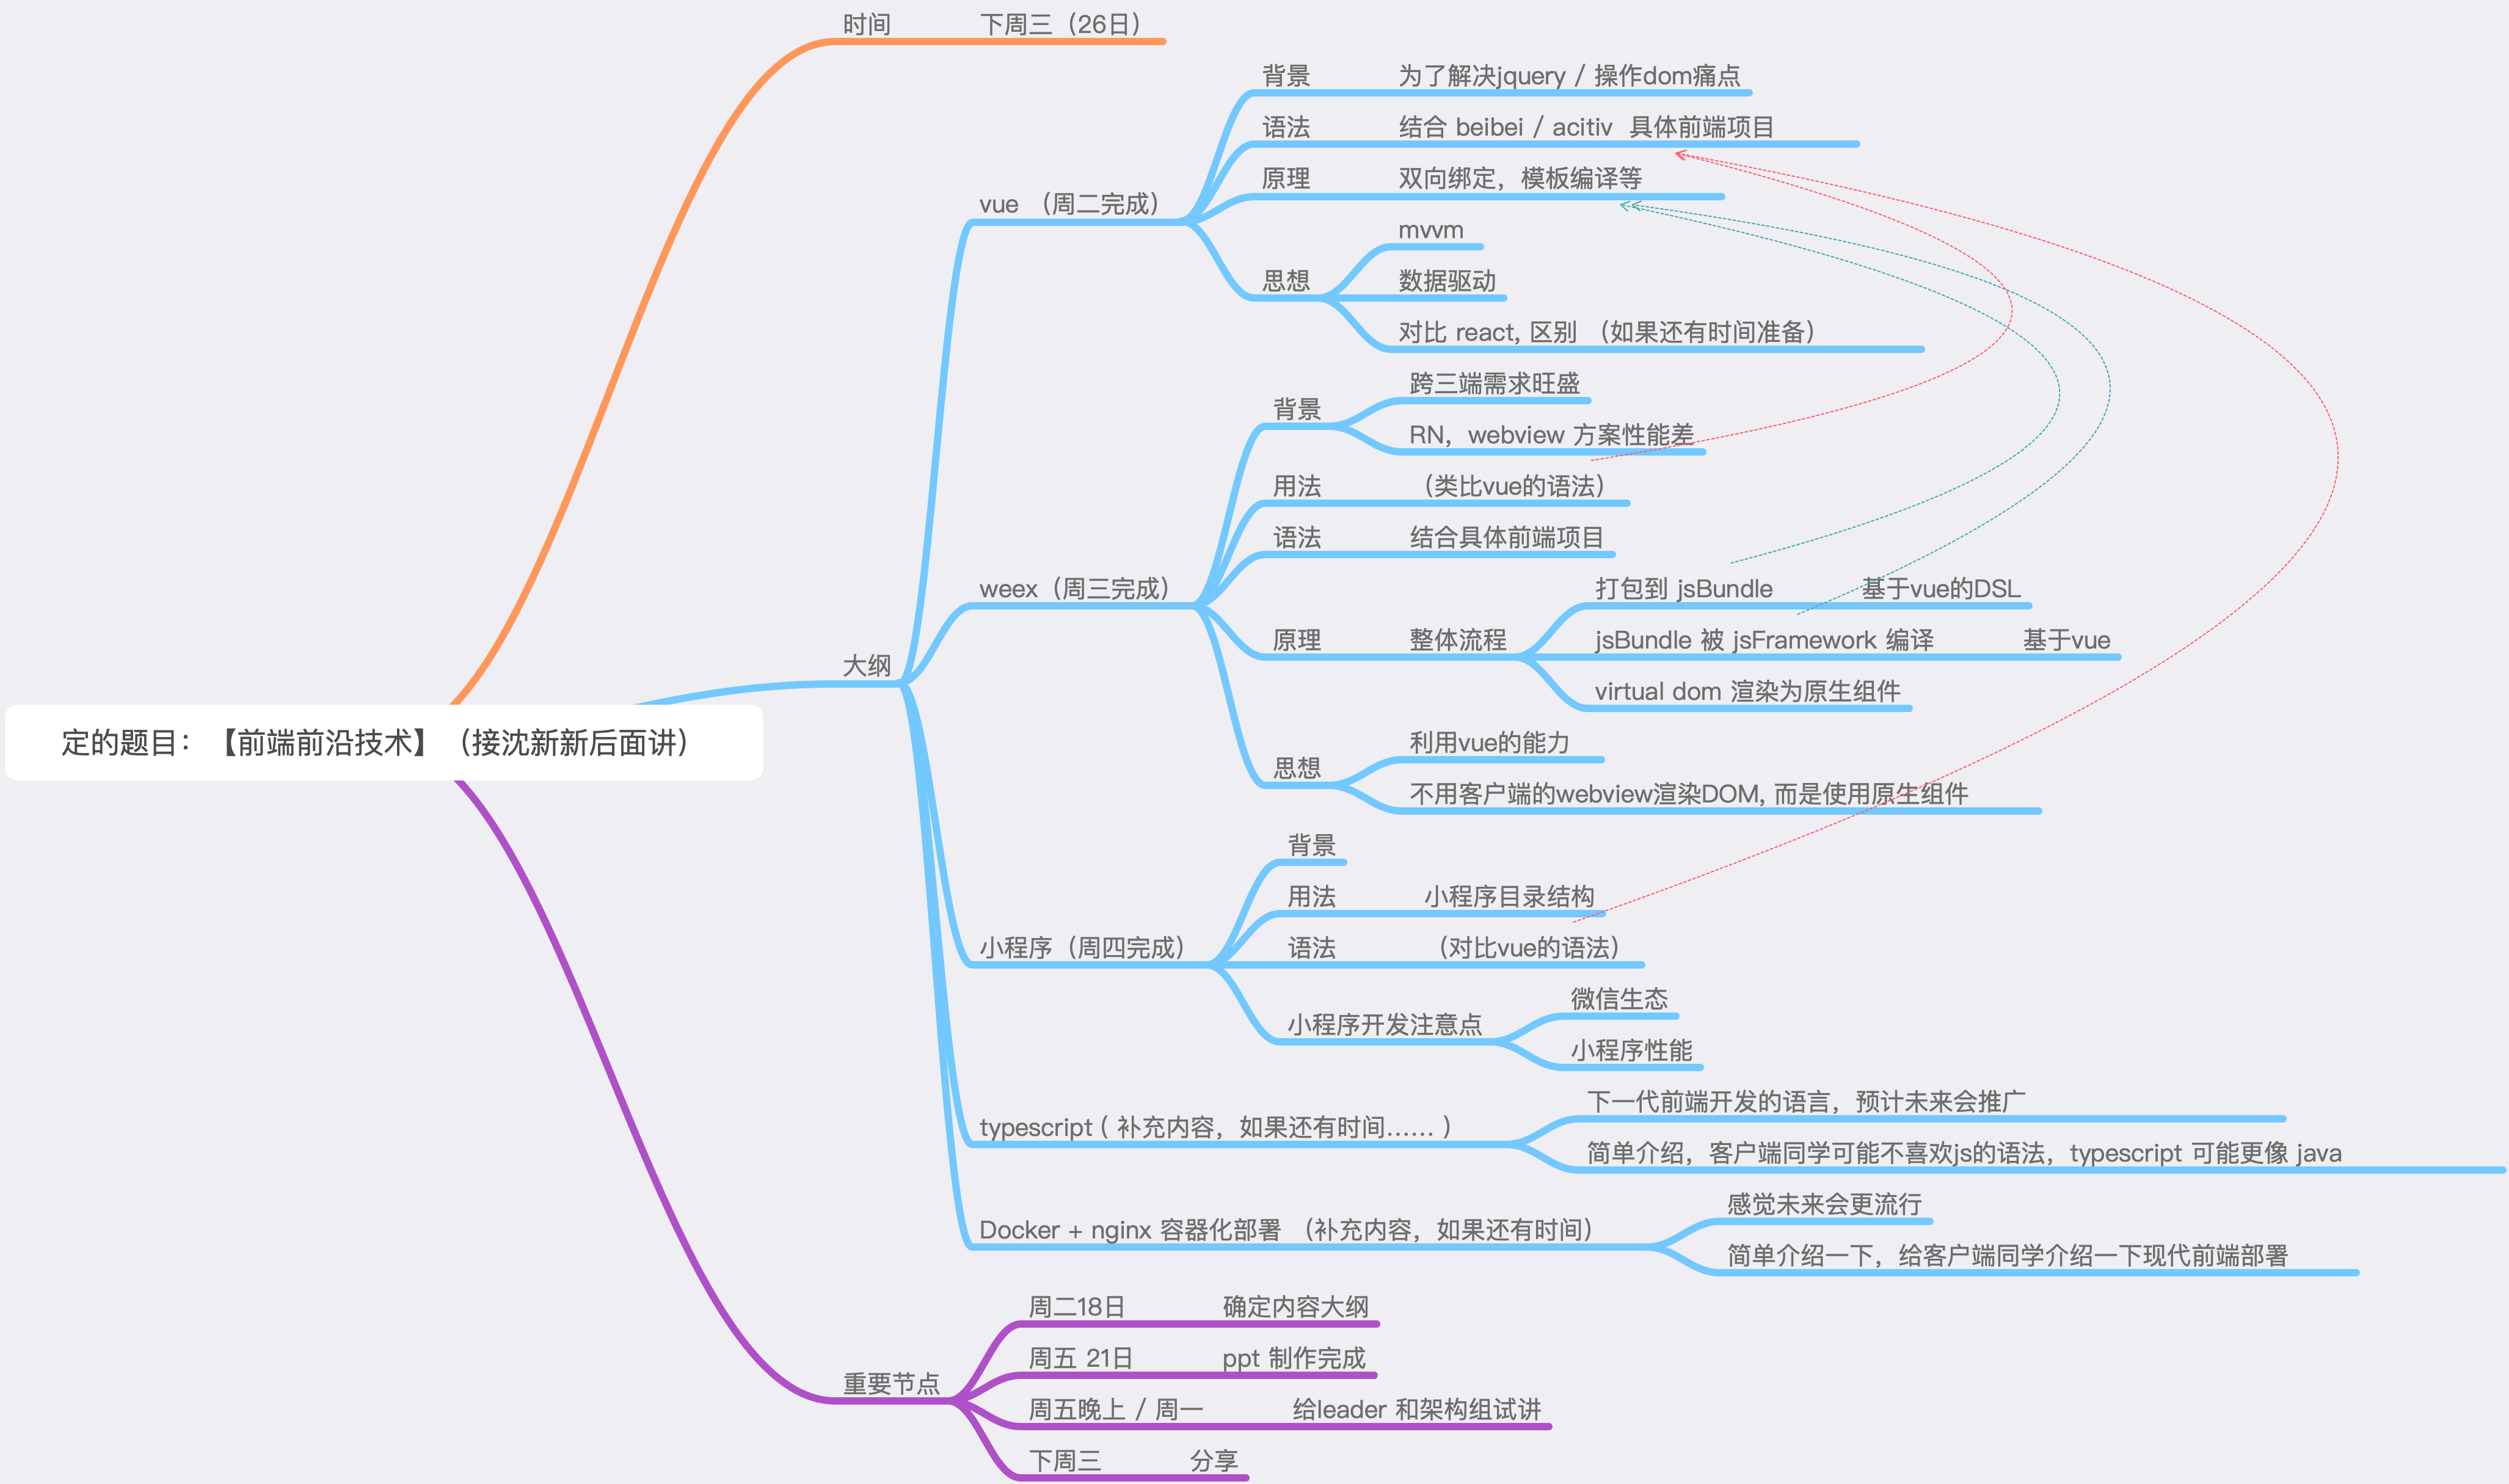 时间 下周三（26日）
背景 为了解决jquery / 操作dom痛点
语法 结合 beibei / acitiv 具体前端项目
原理 双向绑定，模板编译等
vue （周二完成）
mvvm
思想 数据驱动
对比 react, 区别 （如果还有时间准备）
跨三端需求旺盛
背景
RN，webview 方案性能差
用法 （类比vue的语法）
语法 结合具体前端项目
weex（周三完成）
打包到 jsBundle 基于vue的DSL
原理 整体流程 jsBundle 被 jsFramework 编译 基于vue
大纲
virtual dom 渲染为原生组件
定的题目：【前端前沿技术】（接沈新新后面讲）
利用vue的能力
思想
不用客户端的webview渲染DOM, 而是使用原生组件
背景
用法 小程序目录结构
小程序（周四完成） 语法 （对比vue的语法）
微信生态
小程序开发注意点
小程序性能
下一代前端开发的语言，预计未来会推广
typescript ( 补充内容，如果还有时间...... )
简单介绍，客户端同学可能不喜欢js的语法，typescript 可能更像 java
感觉未来会更流行
Docker + nginx 容器化部署 （补充内容，如果还有时间）
简单介绍一下，给客户端同学介绍一下现代前端部署
周二18日 确定内容大纲
周五 21日 ppt 制作完成
重要节点
周五晚上 / 周一 给leader 和架构组试讲
下周三 分享